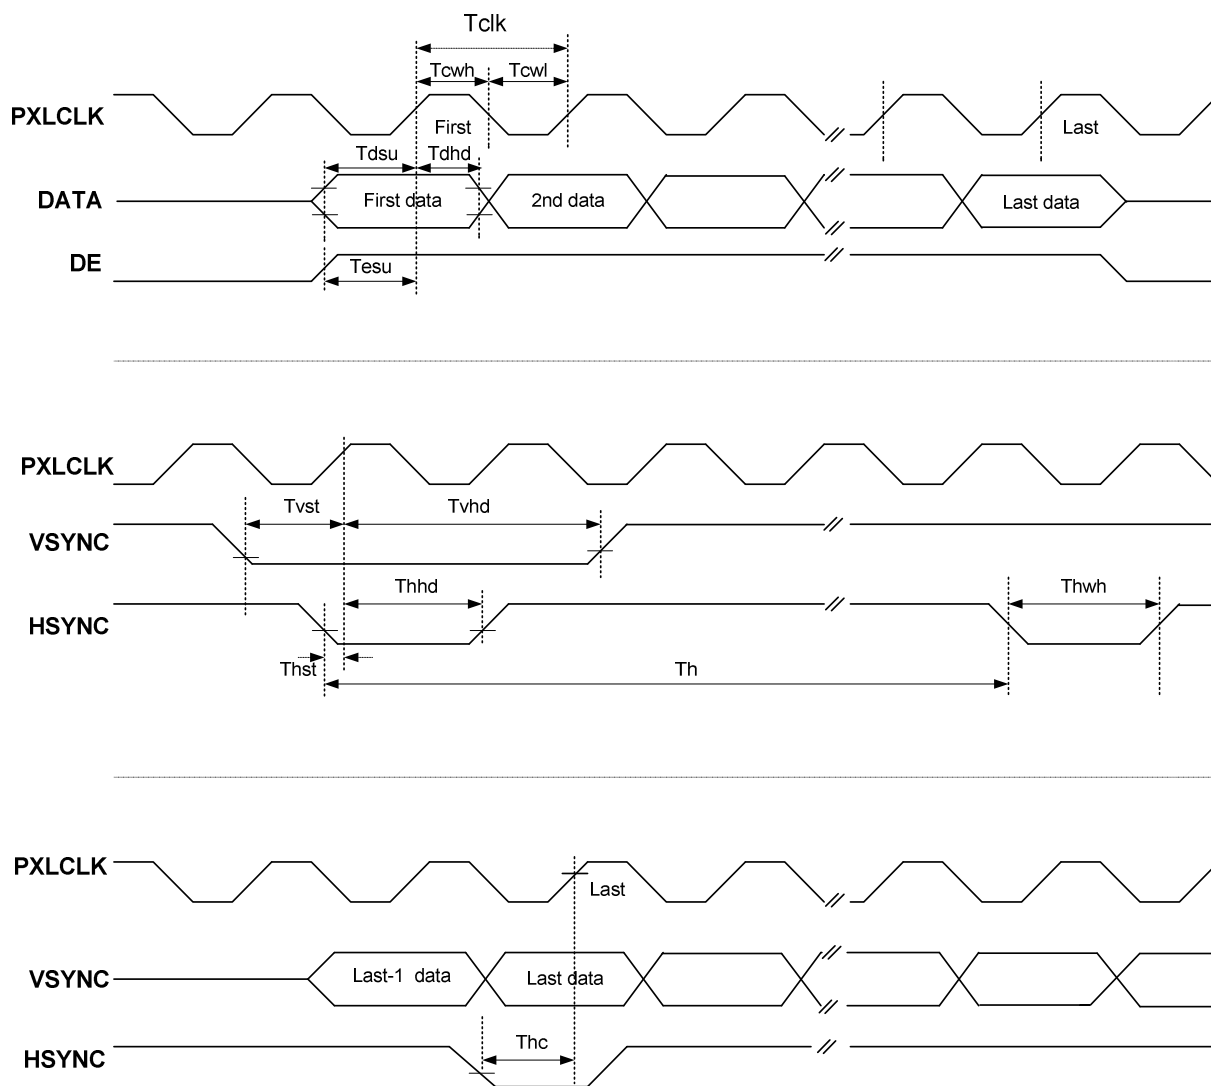 Tclk
Tcwh Tcwl
PXLCLK First Last
Tdsu Tdhd
DATA First data 2nd data Last data
DE
Tesu
PXLCLK
Tvst Tvhd
VSYNC
Thhd Thwh
HSYNC
Thst Th
PXLCLK
Last
VSYNC Last-1 data Last data
Thc
HSYNC